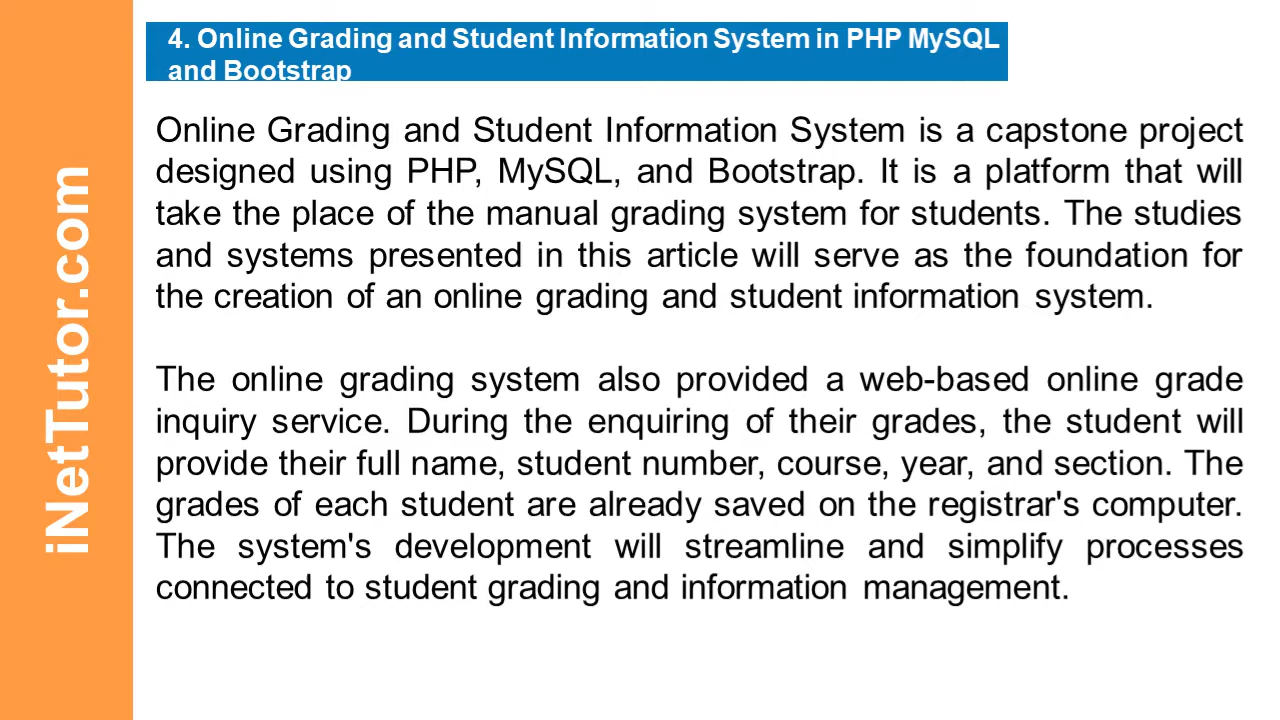 4. Online Grading and Student Information System in PHP MySQL
and Bootstrap
iNetTutor.com
Online Grading and Student Information System is a capstone project
designed using PHP, MySQL, and Bootstrap. It is a platform that will
take the place of the manual grading system for students. The studies
and systems presented in this article will serve as the foundation for
the creation of an online grading and student information system.
The online grading system also provided a web-based online grade
inquiry service. During the enquiring of their grades, the student will
provide their full name, student number, course, year, and section. The
grades of each student are already saved on the registrar's computer.
The system's development will streamline and simplify processes
connected to student grading and information management.